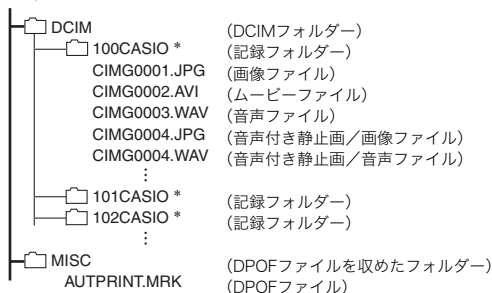 DCIM (DCIMフォルダー)
100CASIO * (記録フォルダー)
CIMG0001.JPG (画像ファイル)
CIMG0002.AVI (ムービーファイル)
CIMG0003.WAV (音声ファイル)
CIMG0004.JPG (音声付き静止画／画像ファイル)
CIMG0004.WAV (音声付き静止画／音声ファイル)
⋮
101CASIO * (記録フォルダー)
102CASIO * (記録フォルダー)
⋮
MISC (DPOFファイルを収めたフォルダー)
AUTPRINT.MRK (DPOFファイル)